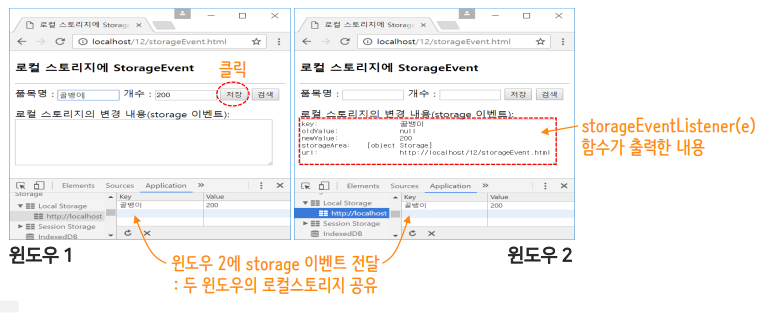 로컬 스토리지에 Storage
localhost/12/storageEvent.html
로컬 스토리지에 StorageEvent
클릭
품목명 : 골뱅이 개수 : 200 저장 검색
로컬 스토리지의 변경 내용(storage 이벤트):
Elements Sources Application »
Storage
Key Value
Local Storage
골뱅이 200
http://localhost
Session Storage
IndexedDB
윈도우 1
로컬 스토리지에 Storage
localhost/12/storageEvent.html
로컬 스토리지에 StorageEvent
품목명 : 개수 : 저장 검색
로컬 스토리지의 변경 내용(storage 이벤트):
key: 골뱅이
oldValue: null
newValue: 200
storageArea: [object Storage]
url: http://localhost/12/storageEvent.html
storageEventListener(e)
함수가 출력한 내용
Elements Sources Application »
Key Value
Local Storage
골뱅이 200
http://localhost
Session Storage
IndexedDB
윈도우 2
윈도우 2에 storage 이벤트 전달
: 두 윈도우의 로컬스토리지 공유